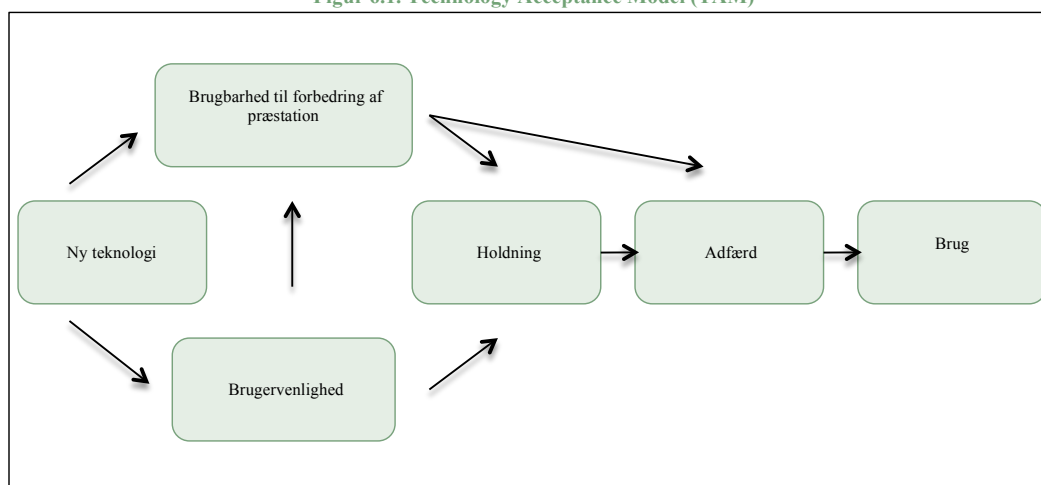 Figur 6.1: Technology Acceptance Model (TAM)
Brugbarhed til forbedring af
præstation
Ny teknologi
Holdning
Adfærd
Brug
Brugervenlighed